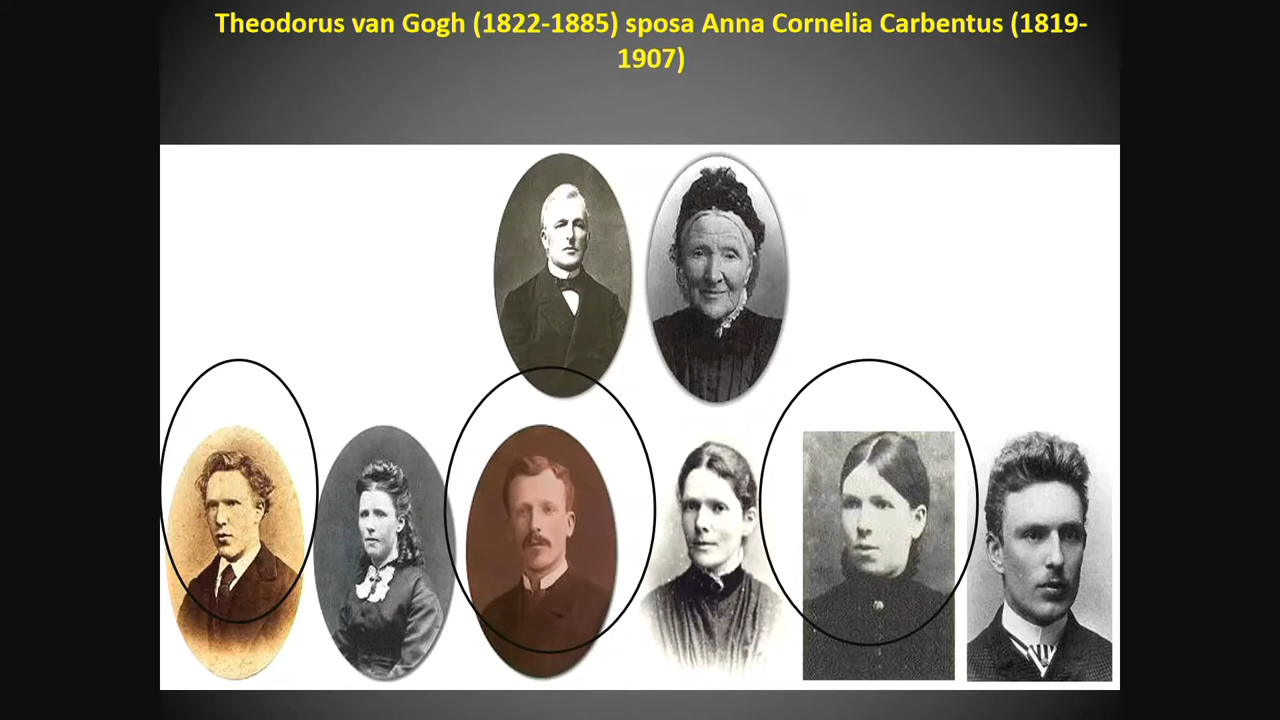 Theodorus van Gogh (1822-1885) sposa Anna Cornelia Carbentus (1819-
1907)